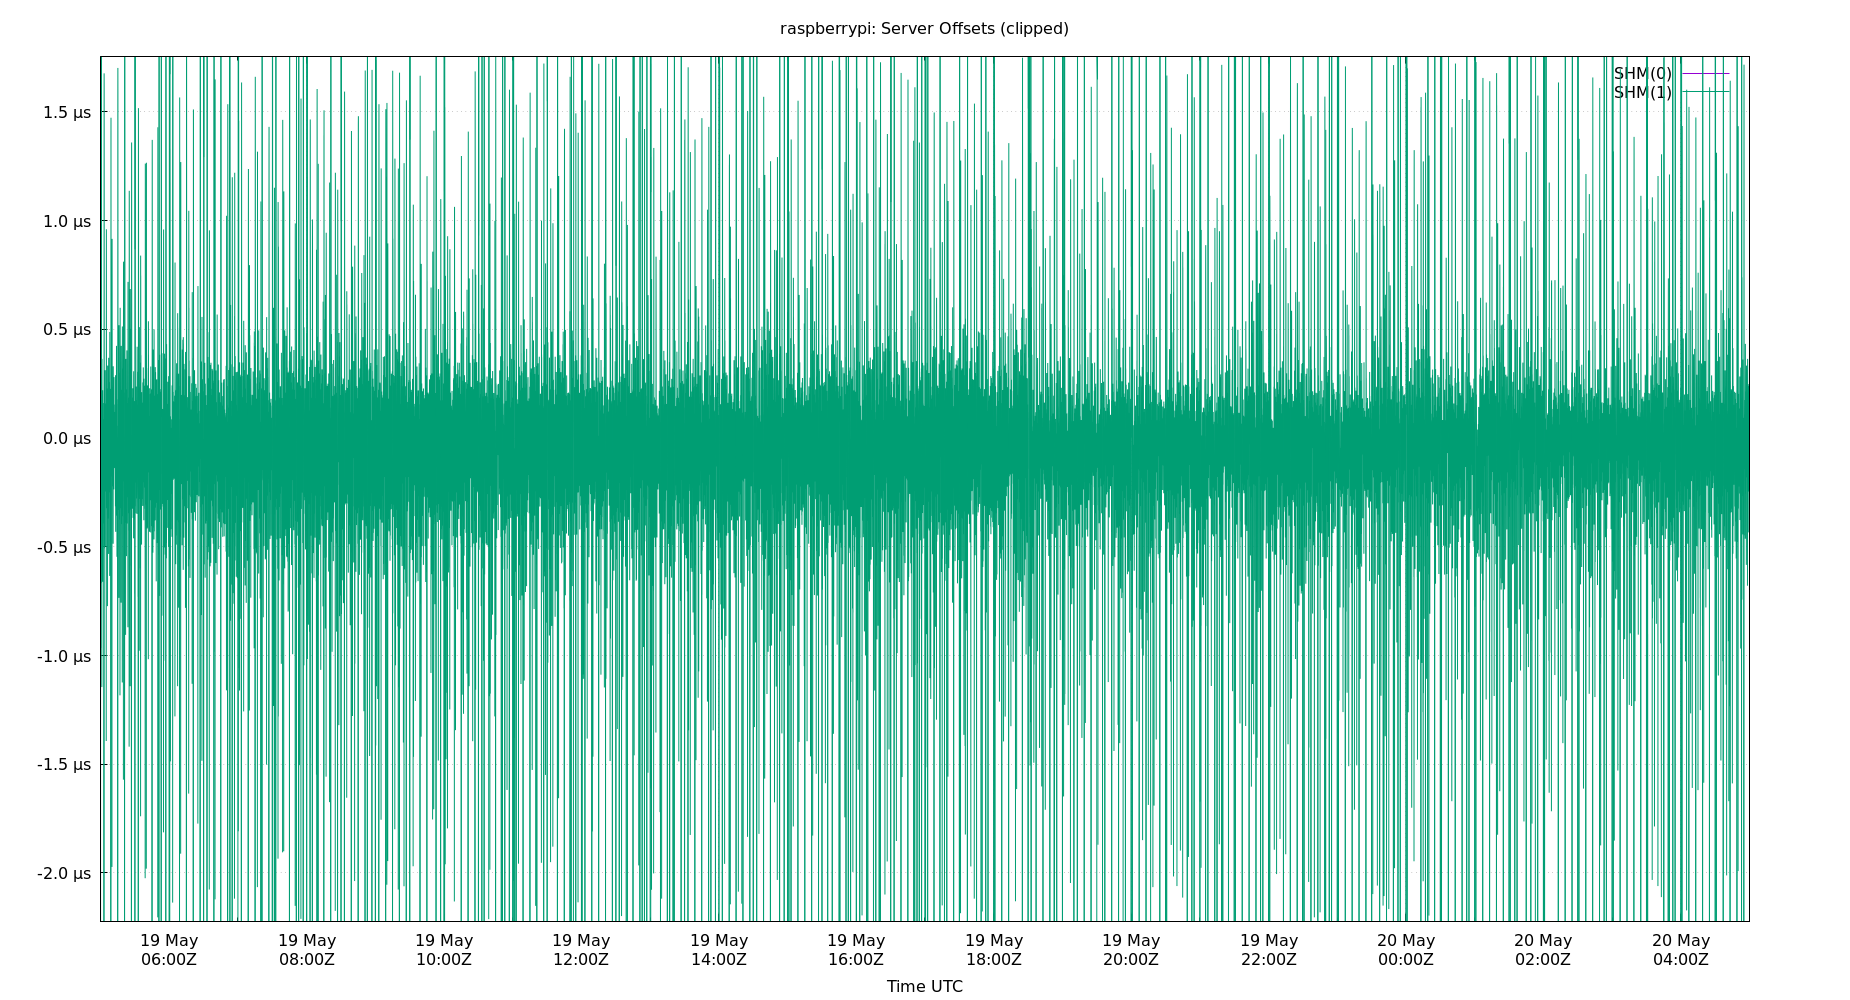 raspberrypi: Server Offsets (clipped)
SHM(0)
SHM(1)
1.5 µs
1.0 µs
0.5 µs
0.0 µs
-0.5 µs
-1.0 µs
-1.5 µs
-2.0 µs
19 May 19 May 19 May 19 May 19 May 19 May 19 May 19 May 19 May 20 May 20 May 20 May
06:00Z 08:00Z 10:00Z 12:00Z 14:00Z 16:00Z 18:00Z 20:00Z 22:00Z 00:00Z 02:00Z 04:00Z
Time UTC